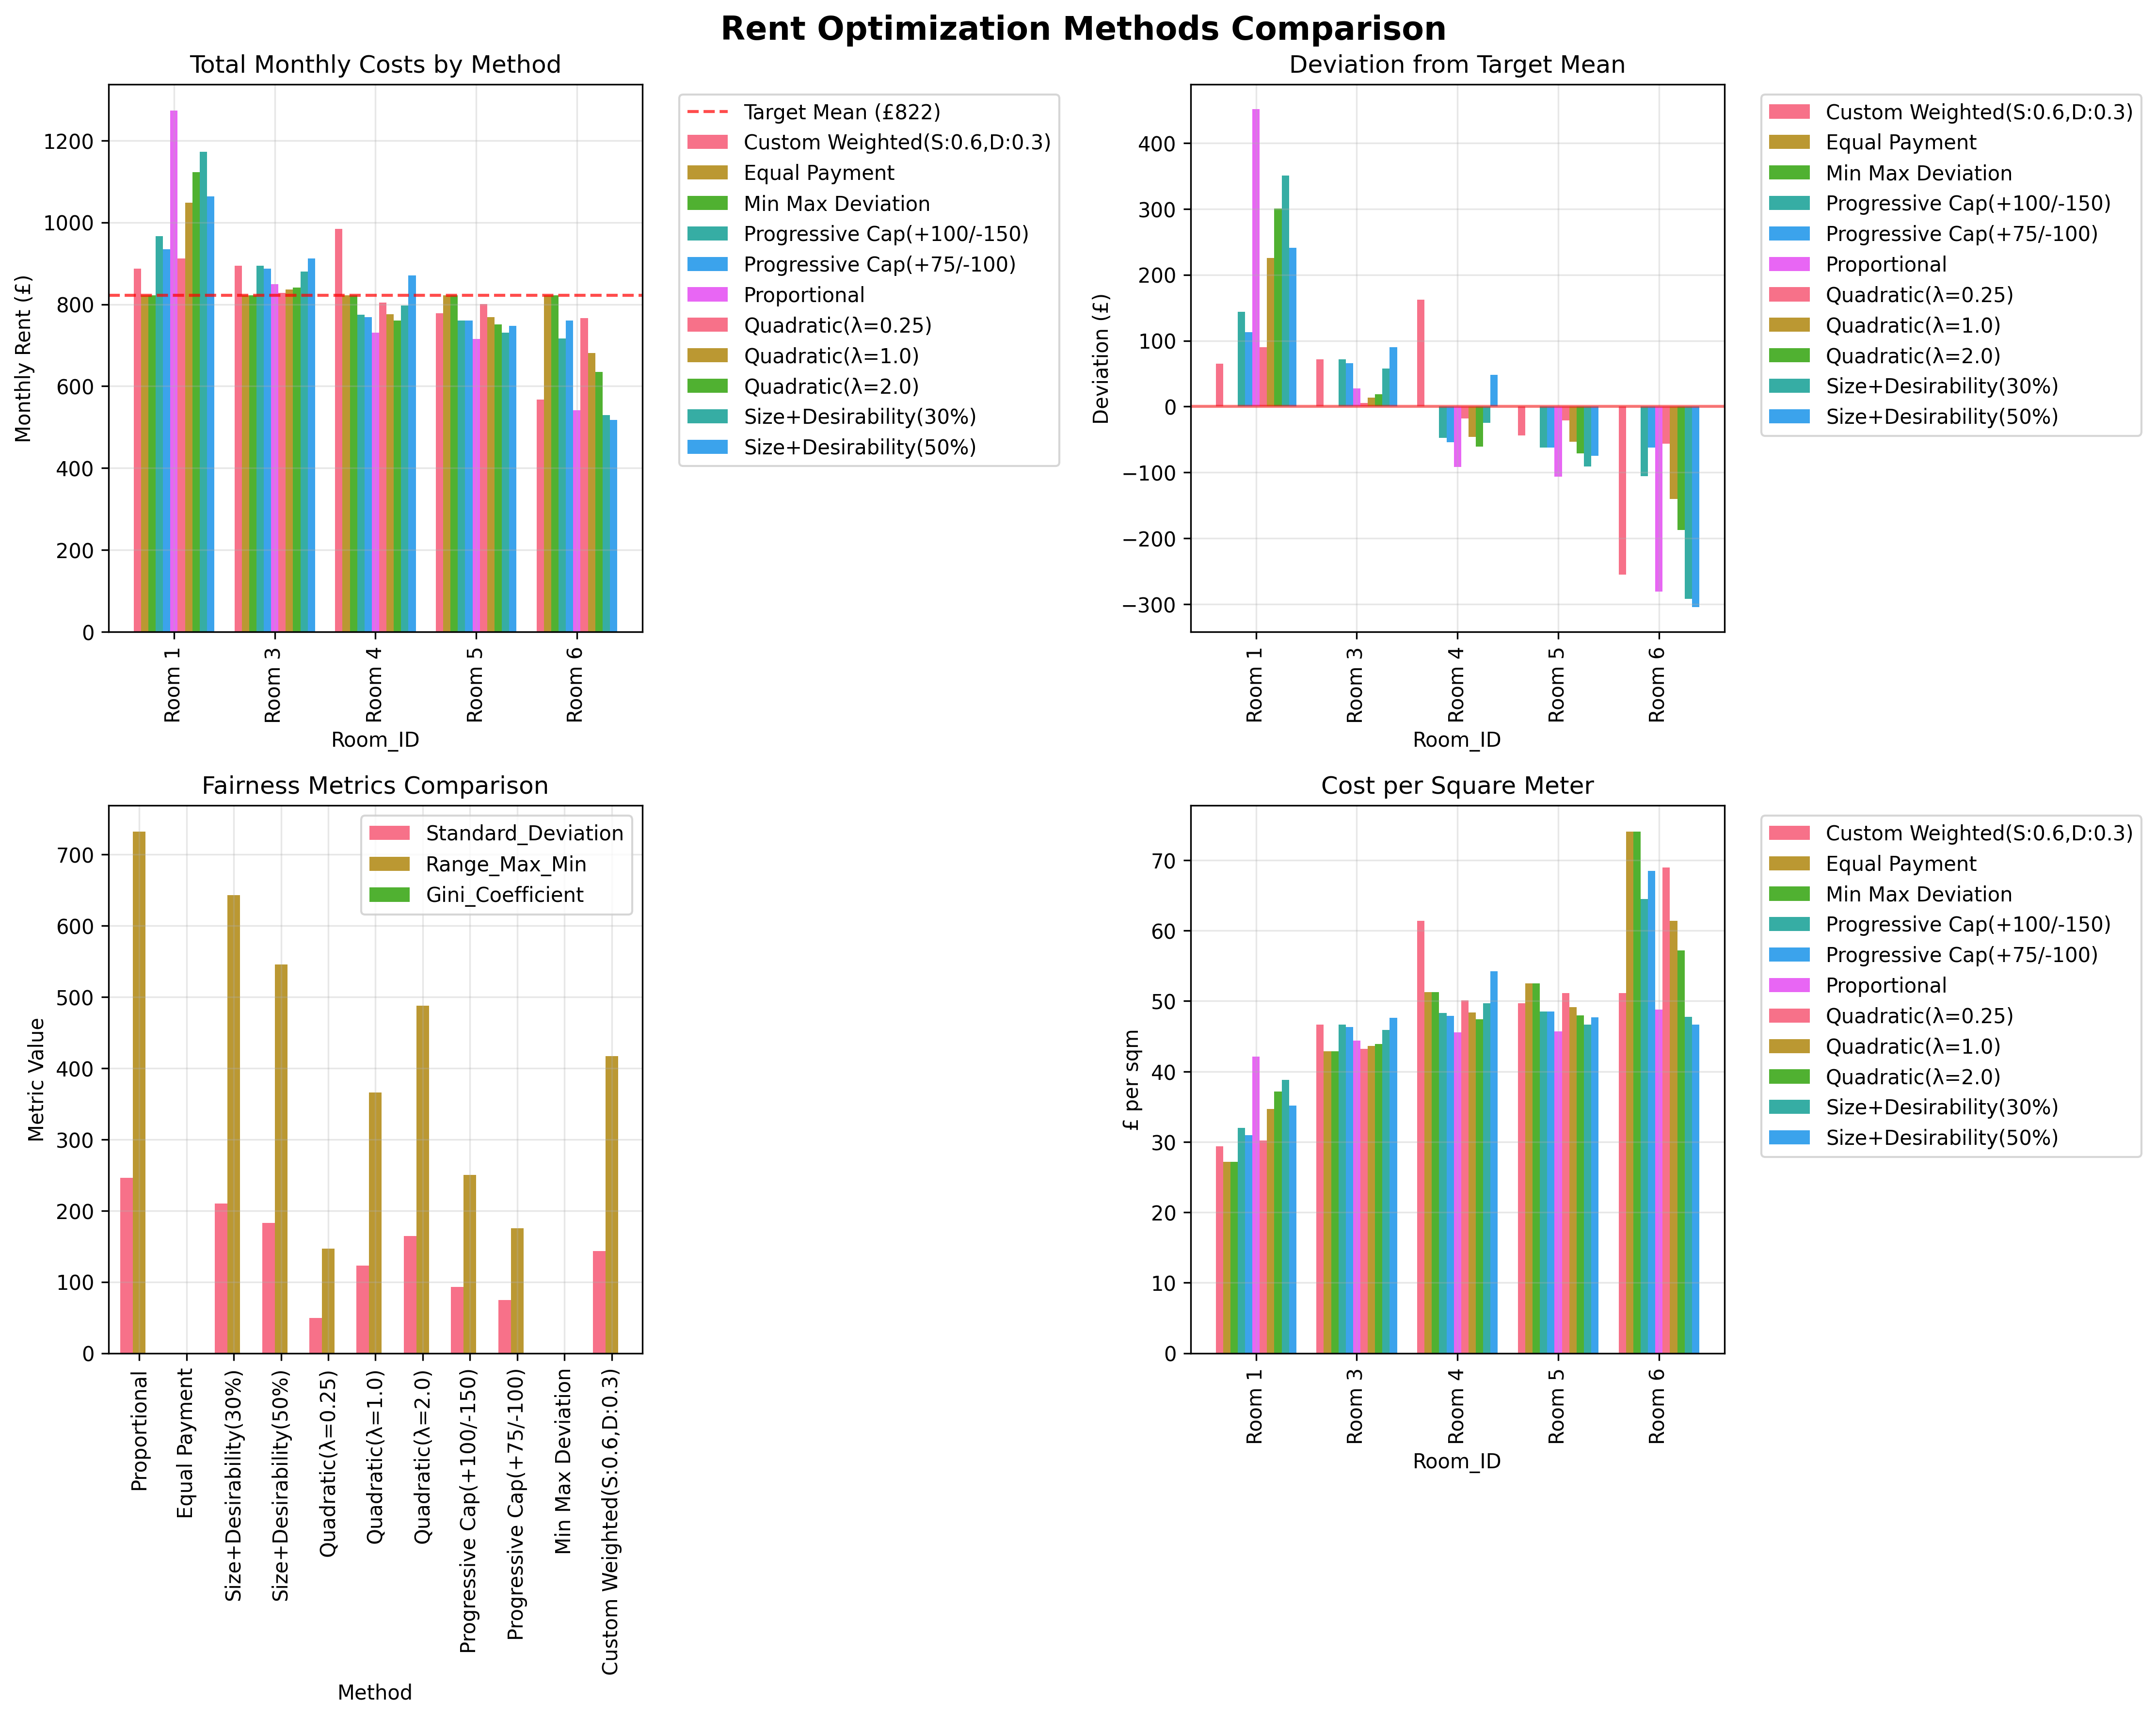 Rent Optimization Methods Comparison
Total Monthly Costs by Method
Monthly Rent (£)
1200
1000
800
600
400
200
0
Room 1
Room 3
Room 4
Room 5
Room 6
Room_ID
Target Mean (£822)
Custom Weighted(S:0.6,D:0.3)
Equal Payment
Min Max Deviation
Progressive Cap(+100/-150)
Progressive Cap(+75/-100)
Proportional
Quadratic(λ=0.25)
Quadratic(λ=1.0)
Quadratic(λ=2.0)
Size+Desirability(30%)
Size+Desirability(50%)
Deviation from Target Mean
Deviation (£)
400
300
200
100
0
−100
−200
−300
Room 1
Room 3
Room 4
Room 5
Room 6
Room_ID
Custom Weighted(S:0.6,D:0.3)
Equal Payment
Min Max Deviation
Progressive Cap(+100/-150)
Progressive Cap(+75/-100)
Proportional
Quadratic(λ=0.25)
Quadratic(λ=1.0)
Quadratic(λ=2.0)
Size+Desirability(30%)
Size+Desirability(50%)
Fairness Metrics Comparison
Metric Value
700
600
500
400
300
200
100
0
Standard_Deviation
Range_Max_Min
Gini_Coefficient
Proportional
Equal Payment
Size+Desirability(30%)
Size+Desirability(50%)
Quadratic(λ=0.25)
Quadratic(λ=1.0)
Quadratic(λ=2.0)
Progressive Cap(+100/-150)
Progressive Cap(+75/-100)
Min Max Deviation
Custom Weighted(S:0.6,D:0.3)
Method
Cost per Square Meter
£ per sqm
70
60
50
40
30
20
10
0
Room 1
Room 3
Room 4
Room 5
Room 6
Room_ID
Custom Weighted(S:0.6,D:0.3)
Equal Payment
Min Max Deviation
Progressive Cap(+100/-150)
Progressive Cap(+75/-100)
Proportional
Quadratic(λ=0.25)
Quadratic(λ=1.0)
Quadratic(λ=2.0)
Size+Desirability(30%)
Size+Desirability(50%)